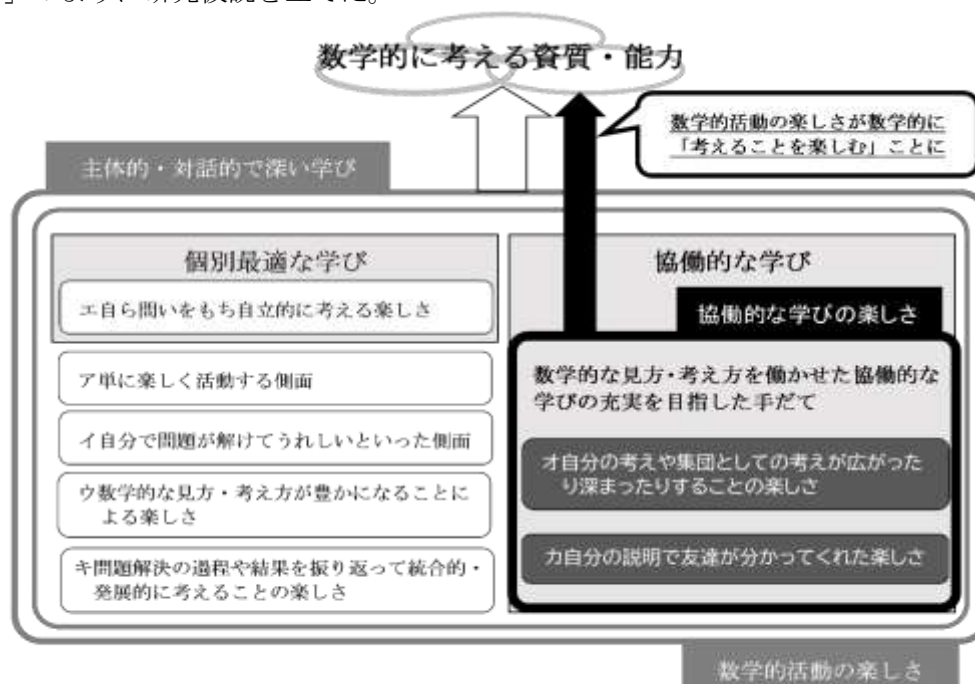 数学的に考える資質・能力
数学的活動の楽しさが数学的に
「考えることを楽しむ」ことに
主体的・対話的で深い学び
個別最適な学び
エ自ら問いをもち自立的に考える楽しさ
ア単に楽しく活動する側面
イ自分で問題が解けてうれしいといった側面
ウ数学的な見方・考え方が豊かになることに
よる楽しさ
キ問題解決の過程や結果を振り返って統合的・
発展的に考えることの楽しさ
協働的な学び
協働的な学びの楽しさ
数学的な見方・考え方を働かせた協働的な
学びの充実を目指した手だて
オ自分の考えや集団としての考えが広がった
り深まったりすることの楽しさ
カ自分の説明で友達が分かってくれた楽しさ
数学的活動の楽しさ